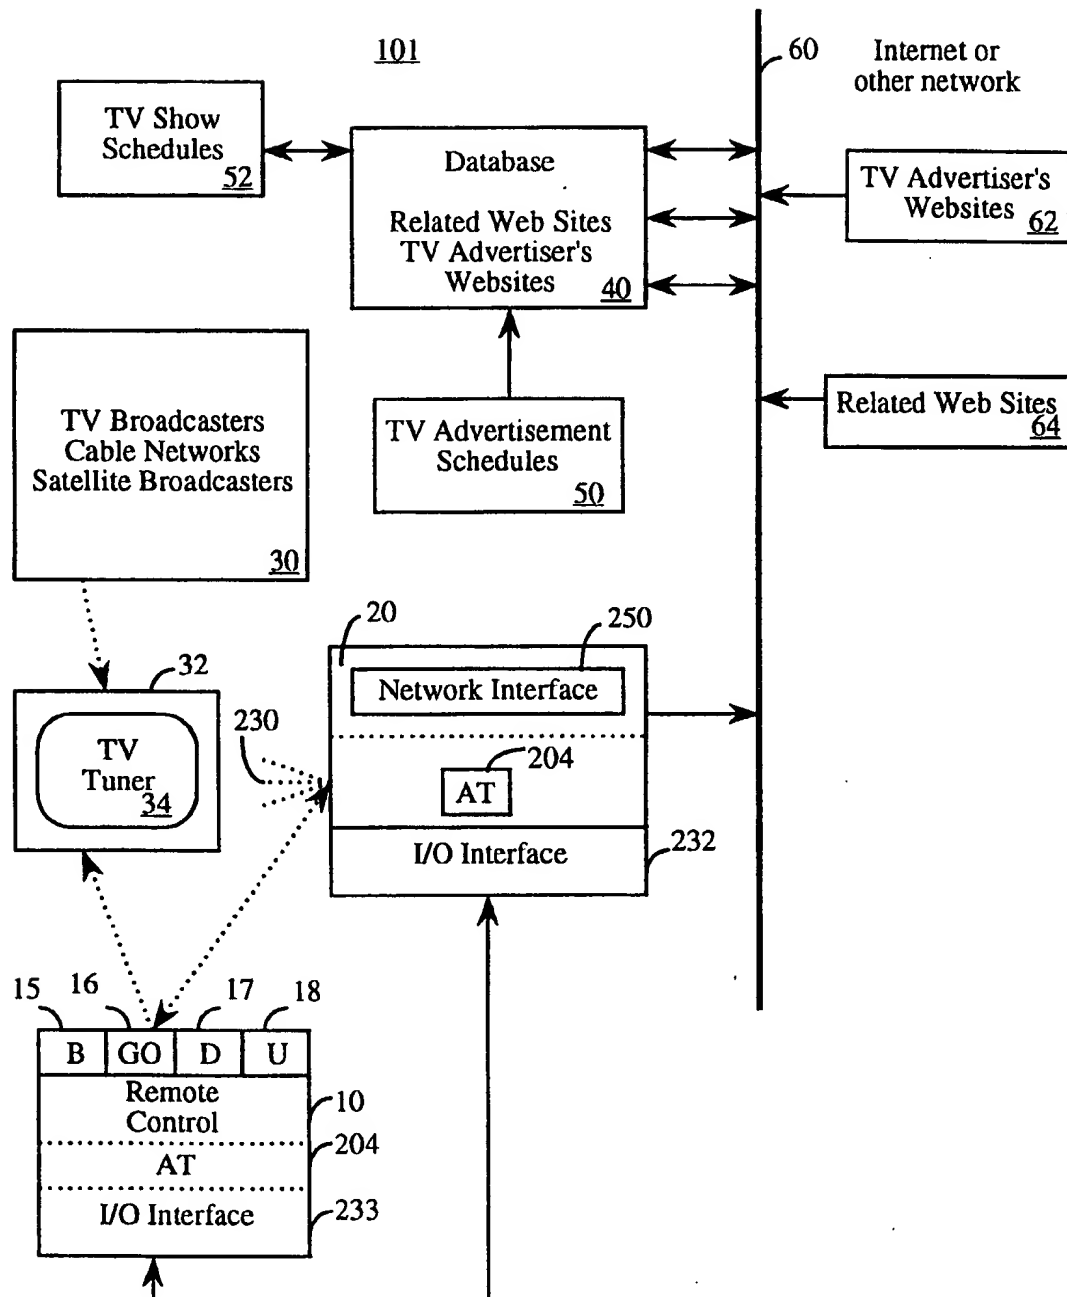 101
60
Internet or
other network
TV Show
Schedules
52
Database
Related Web Sites
TV Advertiser's
Websites
40
TV Advertiser's
Websites
62
TV Broadcasters
Cable Networks
Satellite Broadcasters
30
TV Advertisement
Schedules
50
Related Web Sites
64
20
250
Network Interface
32
230
TV
Tuner
34
204
AT
I/O Interface
232
15
16
17
18
B
GO
D
U
Remote
Control
10
204
AT
I/O Interface
233